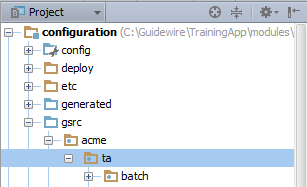 Project
configuration (C:\Guidewire\TrainingApp\modules\
config
deploy
etc
generated
gsrc
acme
ta
batch